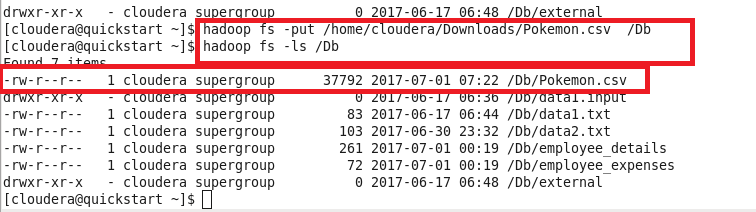 drwxr-xr-x - cloudera supergroup 0 2017-06-17 06:48 /Db/external
[cloudera@quickstart ~]$ hadoop fs -put /home/cloudera/Downloads/Pokemon.csv /Db
[cloudera@quickstart ~]$ hadoop fs -ls /Db
Found 7 items
-rw-r--r-- 1 cloudera supergroup 37792 2017-07-01 07:22 /Db/Pokemon.csv
drwxr-xr-x - cloudera supergroup 0 2017-06-17 06:36 /Db/data1.input
-rw-r--r-- 1 cloudera supergroup 83 2017-06-17 06:44 /Db/data1.txt
-rw-r--r-- 1 cloudera supergroup 103 2017-06-30 23:32 /Db/data2.txt
-rw-r--r-- 1 cloudera supergroup 261 2017-07-01 00:19 /Db/employee_details
-rw-r--r-- 1 cloudera supergroup 72 2017-07-01 00:19 /Db/employee_expenses
drwxr-xr-x - cloudera supergroup 0 2017-06-17 06:48 /Db/external
[cloudera@quickstart ~]$